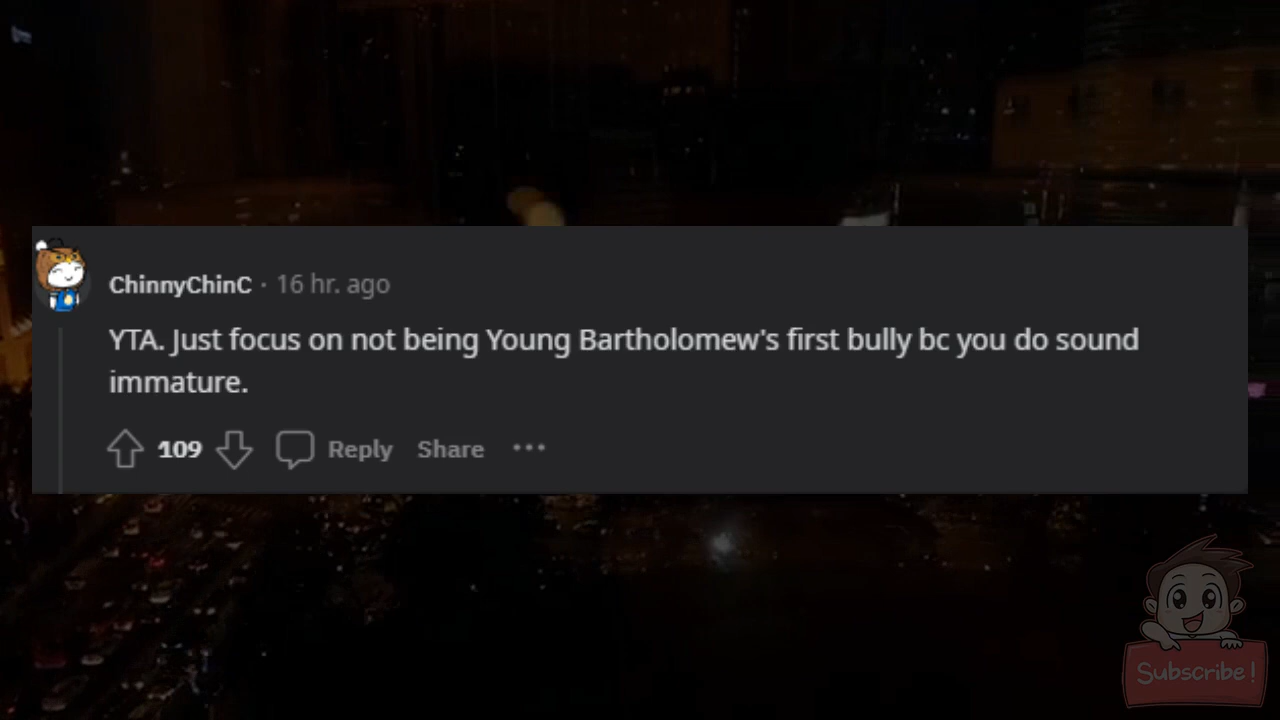 ChinnyChinC · 16 hr. ago
YTA. Just focus on not being Young Bartholomew's first bully bc you do sound
immature.
109 Reply Share ···
Subscribe!